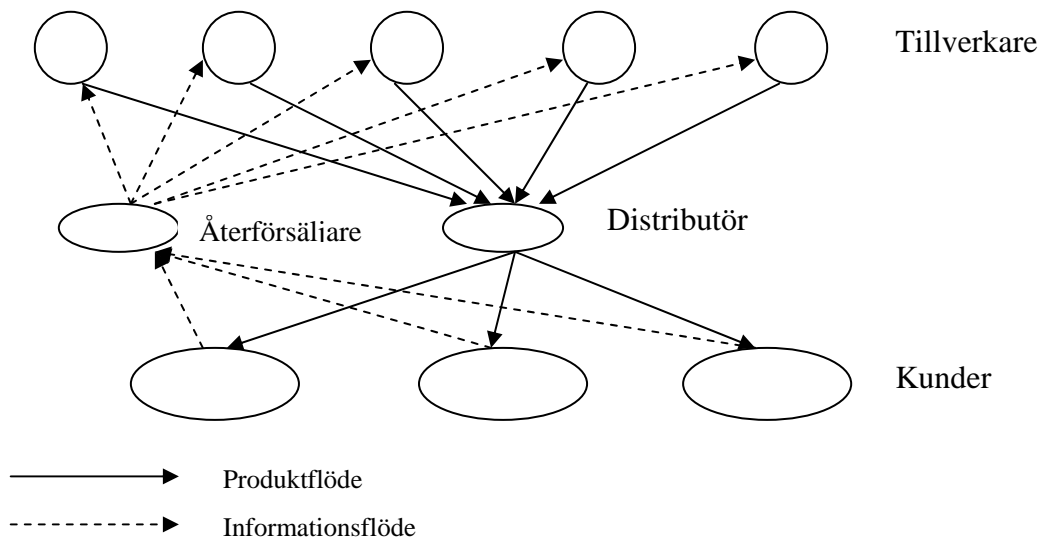 Tillverkare
Återförsäljare
Distributör
Kunder
Produktflöde
Informationsflöde